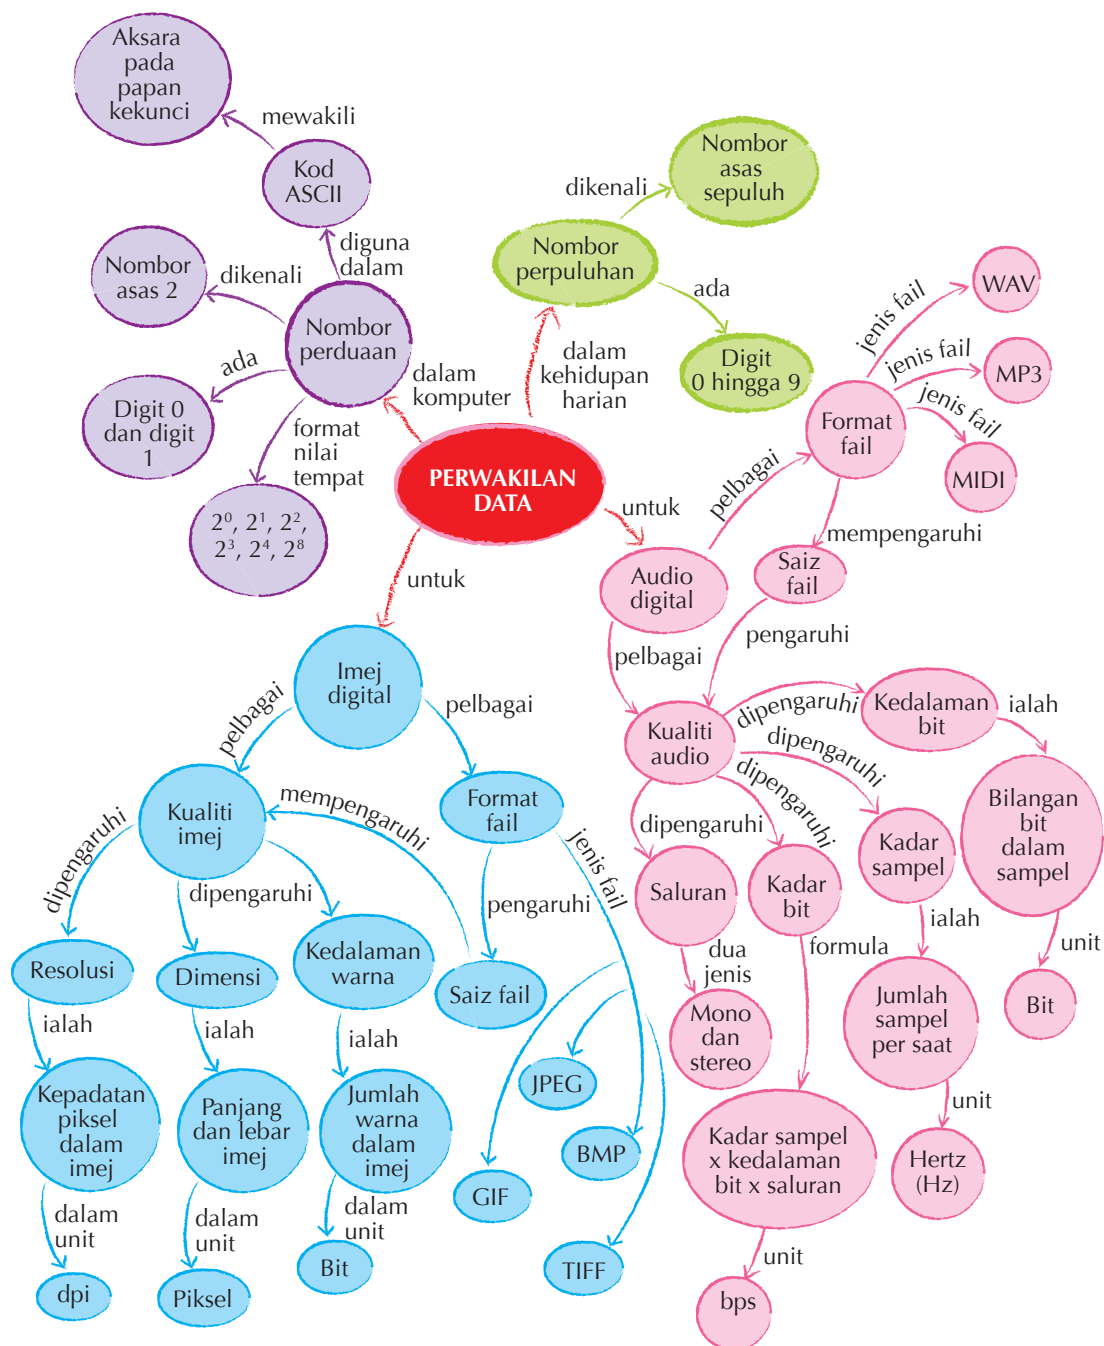 Aksara
pada
papan
kekunci
mewakili
Kod
ASCII
diguna
dalam
Nombor
asas 2
dikenali
Nombor
perduaan
ada
Digit 0
dan digit
1
format
nilai
tempat
2⁰, 2¹, 2²,
2³, 2⁴, 2⁸
dalam
komputer
Nombor
asas
sepuluh
dikenali
Nombor
perpuluhan
ada
Digit
0 hingga 9
dalam
kehidupan
harian
PERWAKILAN
DATA
untuk
untuk
Audio
digital
pelbagai
Format
fail
jenis fail
WAV
jenis fail
MP3
jenis fail
MIDI
mempengaruhi
Saiz
fail
pengaruhi
pelbagai
Kualiti
audio
dipengaruhi
Kedalaman
bit
ialah
Bilangan
bit
dalam
sampel
unit
Bit
dipengaruhi
Kadar
sampel
ialah
Jumlah
sampel
per saat
unit
Hertz
(Hz)
dipengaruhi
Kadar
bit
formula
Kadar sampel
x kedalaman
bit x saluran
unit
bps
dipengaruhi
Saluran
dua
jenis
Mono
dan
stereo
Imej
digital
pelbagai
Kualiti
imej
pelbagai
Format
fail
mempengaruhi
pengaruhi
Saiz fail
jenis fail
JPEG
BMP
GIF
TIFF
dipengaruhi
Resolusi
ialah
Kepadatan
piksel
dalam
imej
dalam
unit
dpi
dipengaruhi
Dimensi
ialah
Panjang
dan lebar
imej
dalam
unit
Piksel
Kedalaman
warna
ialah
Jumlah
warna
dalam
imej
dalam
unit
Bit